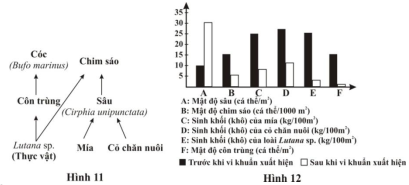 Cóc
(Bufo marinus)
Chim sáo
Côn trùng
Sâu
(Cirphia unipunctata)
Lutana sp.
(Thực vật)
Mía
Cỏ chăn nuôi
Hình 11
35
30
25
20
15
10
5
A
B
C
D
E
F
A: Mật độ sâu (cá thể/m²)
B: Mật độ chim sáo (cá thể/1000 m²)
C: Sinh khối (khô) của mía (kg/100m²)
D: Sinh khối (khô) của cỏ chăn nuôi (kg/100m²)
E: Sinh khối (khô) của loài Lutana sp. (kg/100m²)
F: Mật độ côn trùng (cá thể/m²)
Trước khi vi khuẩn xuất hiện
Sau khi vi khuẩn xuất hiện
Hình 12